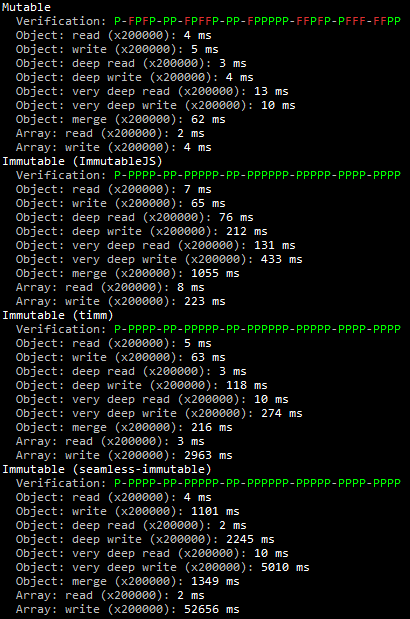 Mutable
Verification: P-FPFP-PP-FPFFP-PP-FPPPPP-FFPFP-PFFF-FFPP
Object: read (x200000): 4 ms
Object: write (x200000): 5 ms
Object: deep read (x200000): 3 ms
Object: deep write (x200000): 4 ms
Object: very deep read (x200000): 13 ms
Object: very deep write (x200000): 10 ms
Object: merge (x200000): 62 ms
Array: read (x200000): 2 ms
Array: write (x200000): 4 ms
Immutable (ImmutableJS)
Verification: P-PPPP-PP-PPPPP-PP-PPPPPP-PPPPP-PPPP-PPPP
Object: read (x200000): 7 ms
Object: write (x200000): 65 ms
Object: deep read (x200000): 76 ms
Object: deep write (x200000): 212 ms
Object: very deep read (x200000): 131 ms
Object: very deep write (x200000): 433 ms
Object: merge (x200000): 1055 ms
Array: read (x200000): 8 ms
Array: write (x200000): 223 ms
Immutable (timm)
Verification: P-PPPP-PP-PPPPP-PP-PPPPPP-PPPPP-PPPP-PPPP
Object: read (x200000): 5 ms
Object: write (x200000): 63 ms
Object: deep read (x200000): 3 ms
Object: deep write (x200000): 118 ms
Object: very deep read (x200000): 10 ms
Object: very deep write (x200000): 274 ms
Object: merge (x200000): 216 ms
Array: read (x200000): 3 ms
Array: write (x200000): 2963 ms
Immutable (seamless-immutable)
Verification: P-PPPP-PP-PPPPP-PP-PPPPPP-PPPPP-PPPP-PPPP
Object: read (x200000): 4 ms
Object: write (x200000): 1101 ms
Object: deep read (x200000): 2 ms
Object: deep write (x200000): 2245 ms
Object: very deep read (x200000): 10 ms
Object: very deep write (x200000): 5010 ms
Object: merge (x200000): 1349 ms
Array: read (x200000): 2 ms
Array: write (x200000): 52656 ms